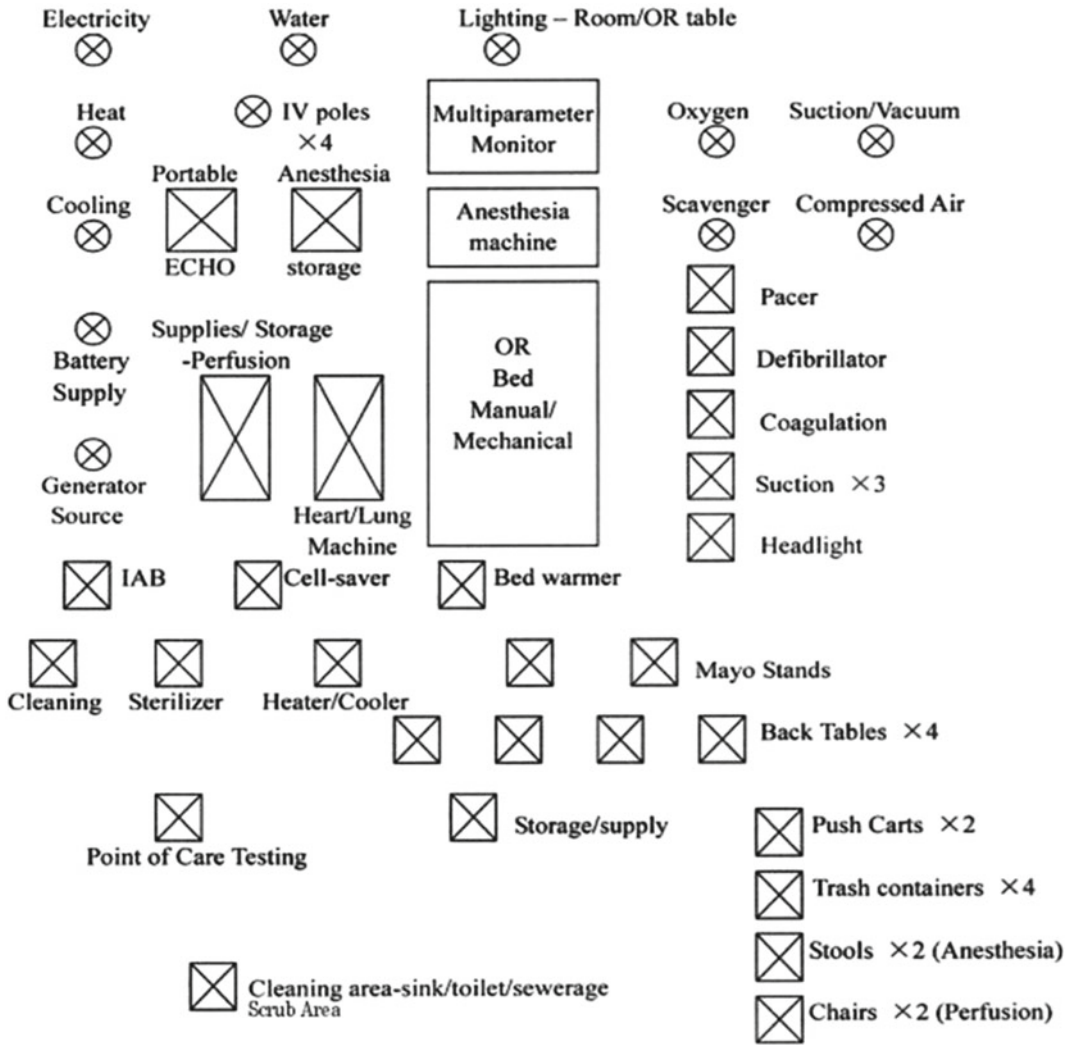 Electricity
Water
Lighting – Room/OR table
Heat
IV poles
×4
Multiparameter
Monitor
Oxygen
Suction/Vacuum
Cooling
Portable
ECHO
Anesthesia
storage
Anesthesia
machine
Scavenger
Compressed Air
Pacer
Battery
Supply
Supplies/ Storage
-Perfusion
OR
Bed
Manual/
Mechanical
Defibrillator
Coagulation
Generator
Source
Heart/Lung
Machine
Suction ×3
Headlight
IAB
Cell-saver
Bed warmer
Cleaning
Sterilizer
Heater/Cooler
Mayo Stands
Back Tables ×4
Point of Care Testing
Storage/supply
Push Carts ×2
Trash containers ×4
Stools ×2 (Anesthesia)
Chairs ×2 (Perfusion)
Cleaning area-sink/toilet/sewerage
Scrub Area